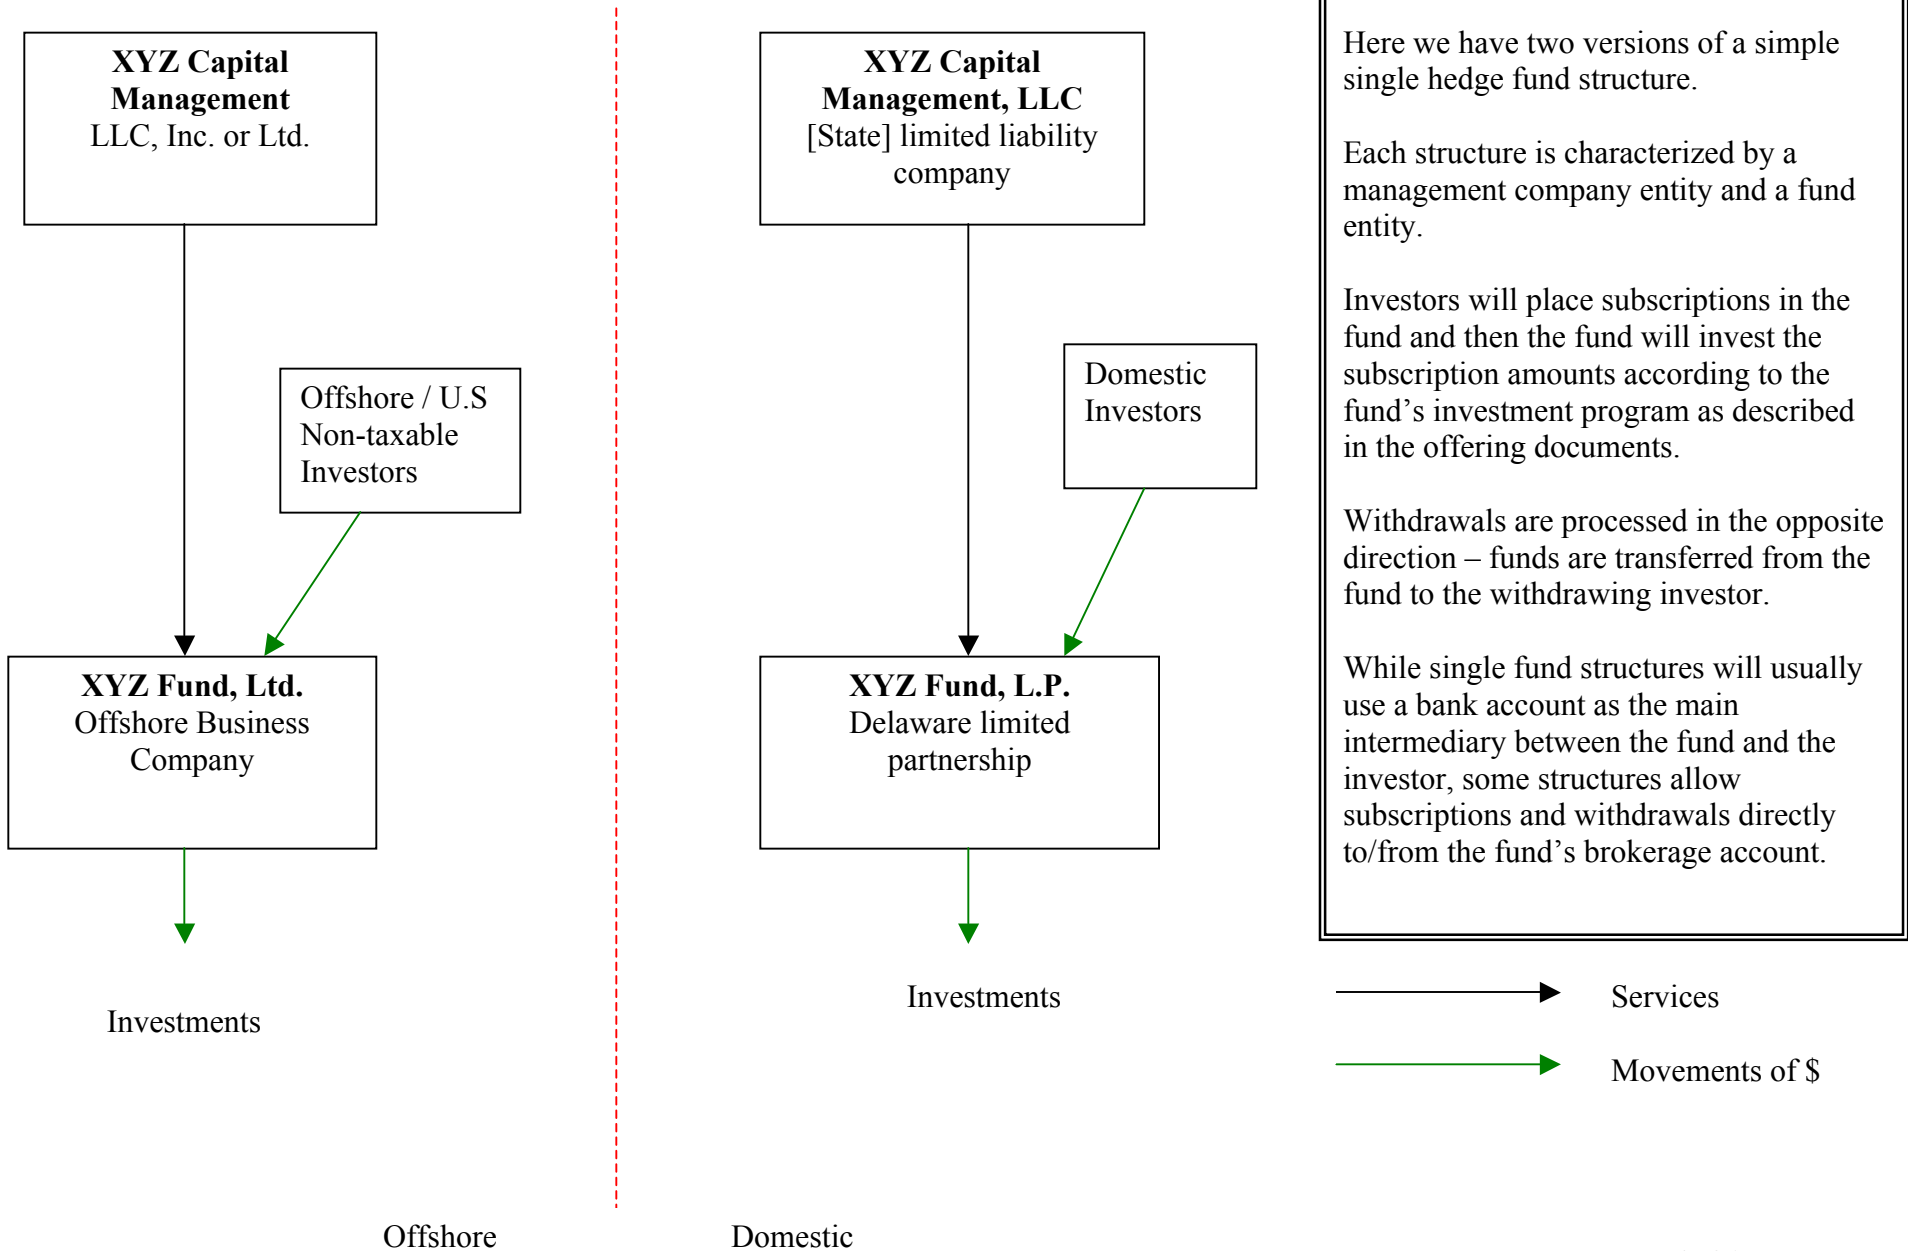 XYZ Capital
Management
LLC, Inc. or Ltd.
Offshore / U.S
Non-taxable
Investors
XYZ Fund, Ltd.
Offshore Business
Company
Investments
XYZ Capital
Management, LLC
[State] limited liability
company
Domestic
Investors
XYZ Fund, L.P.
Delaware limited
partnership
Investments
Here we have two versions of a simple
single hedge fund structure.
Each structure is characterized by a
management company entity and a fund
entity.
Investors will place subscriptions in the
fund and then the fund will invest the
subscription amounts according to the
fund’s investment program as described
in the offering documents.
Withdrawals are processed in the opposite
direction – funds are transferred from the
fund to the withdrawing investor.
While single fund structures will usually
use a bank account as the main
intermediary between the fund and the
investor, some structures allow
subscriptions and withdrawals directly
to/from the fund’s brokerage account.
Services
Movements of $
Offshore
Domestic